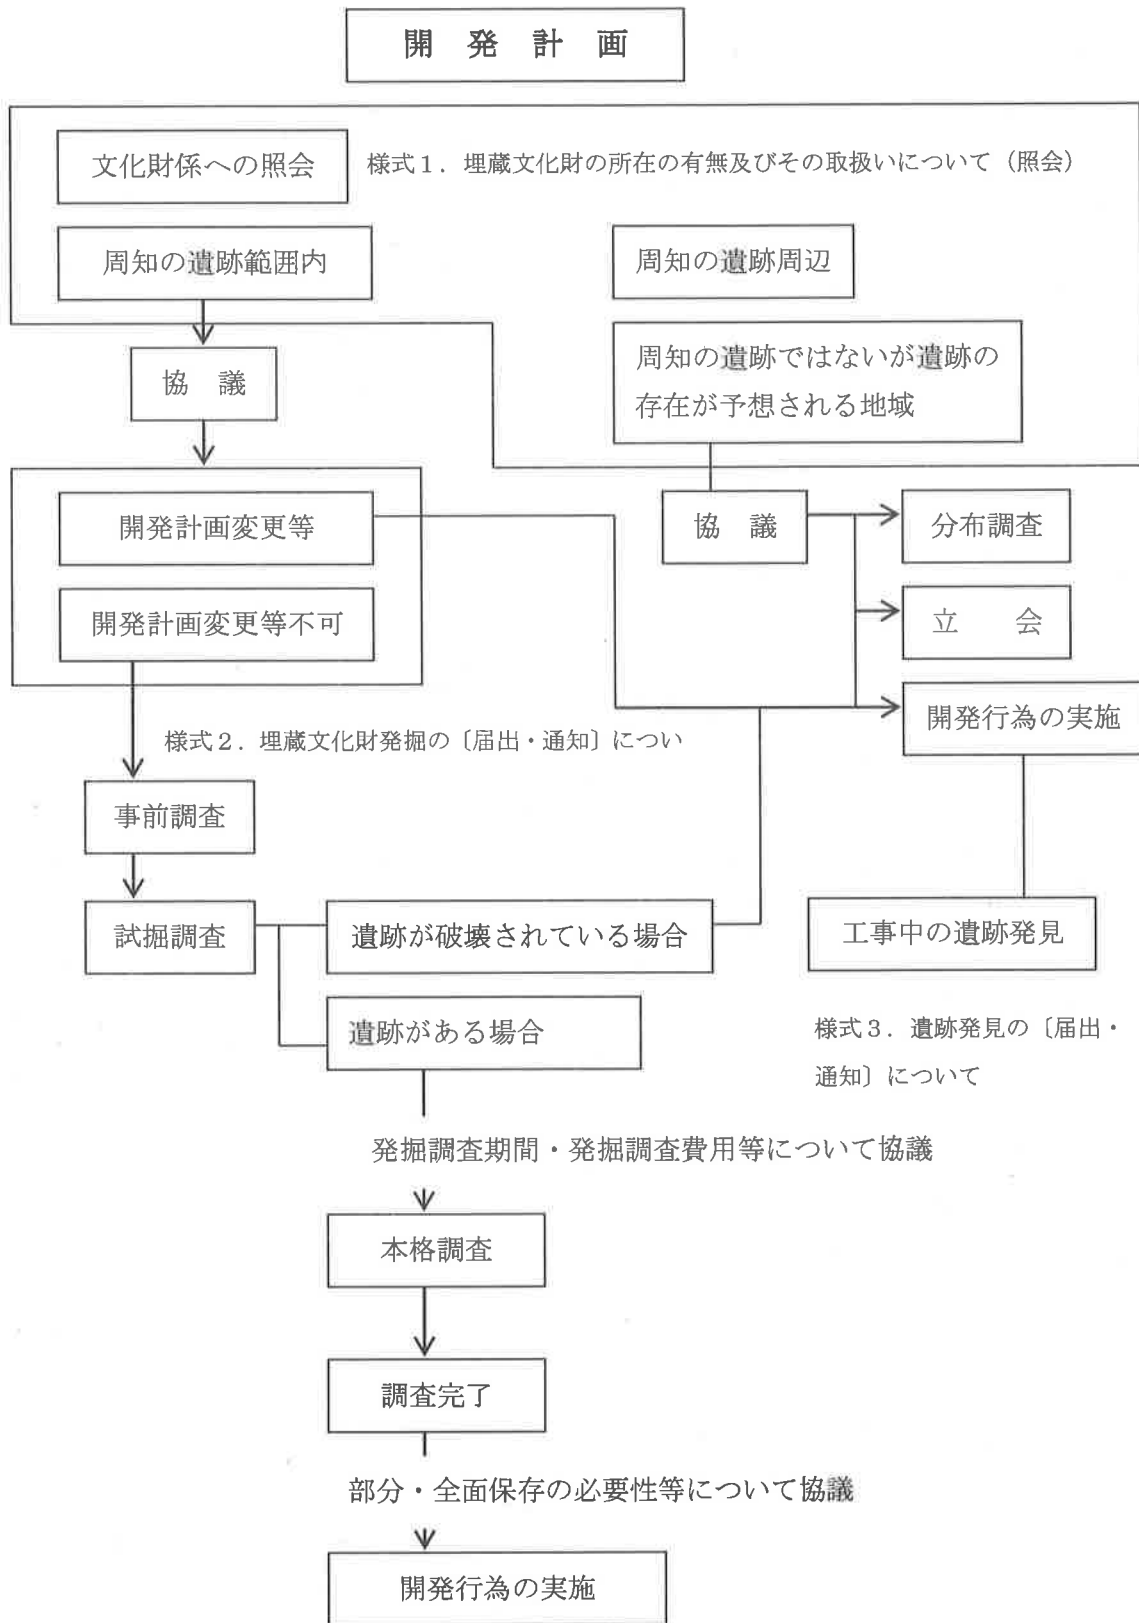 開　発　計　画
文化財係への照会
様式１．埋蔵文化財の所在の有無及びその取扱いについて（照会）
周知の遺跡範囲内
周知の遺跡周辺
協　議
周知の遺跡ではないが遺跡の
存在が予想される地域
開発計画変更等
協　議
分布調査
開発計画変更等不可
立　　会
開発行為の実施
様式２．埋蔵文化財発掘の〔届出・通知〕につい
事前調査
試掘調査
遺跡が破壊されている場合
工事中の遺跡発見
遺跡がある場合
様式３．遺跡発見の〔届出・
通知〕について
発掘調査期間・発掘調査費用等について協議
本格調査
調査完了
部分・全面保存の必要性等について協議
開発行為の実施